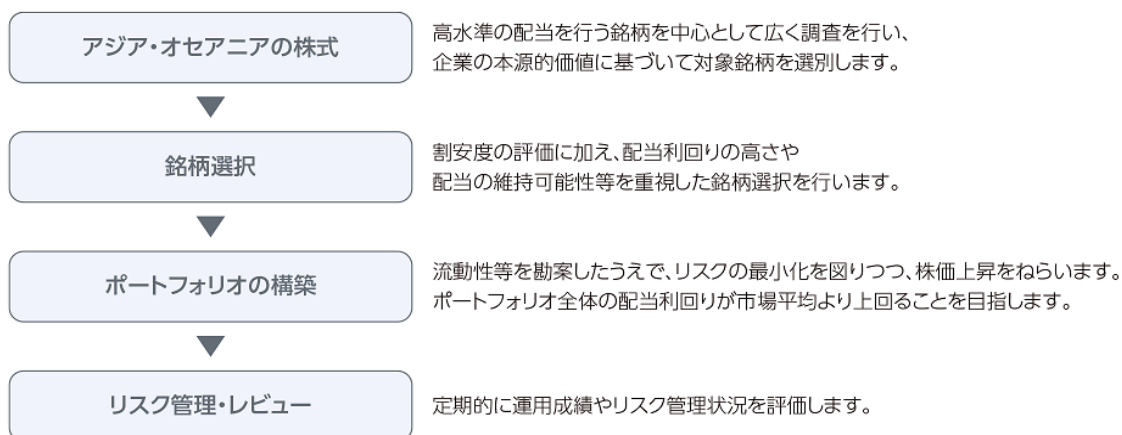 アジア・オセアニアの株式
高水準の配当を行う銘柄を中心として広く調査を行い、
企業の本源的価値に基づいて対象銘柄を選別します。
銘柄選択
割安度の評価に加え、配当利回りの高さや
配当の維持可能性等を重視した銘柄選択を行います。
ポートフォリオの構築
流動性等を勘案したうえで、リスクの最小化を図りつつ、株価上昇をねらいます。
ポートフォリオ全体の配当利回りが市場平均より上回ることを目指します。
リスク管理・レビュー
定期的に運用成績やリスク管理状況を評価します。